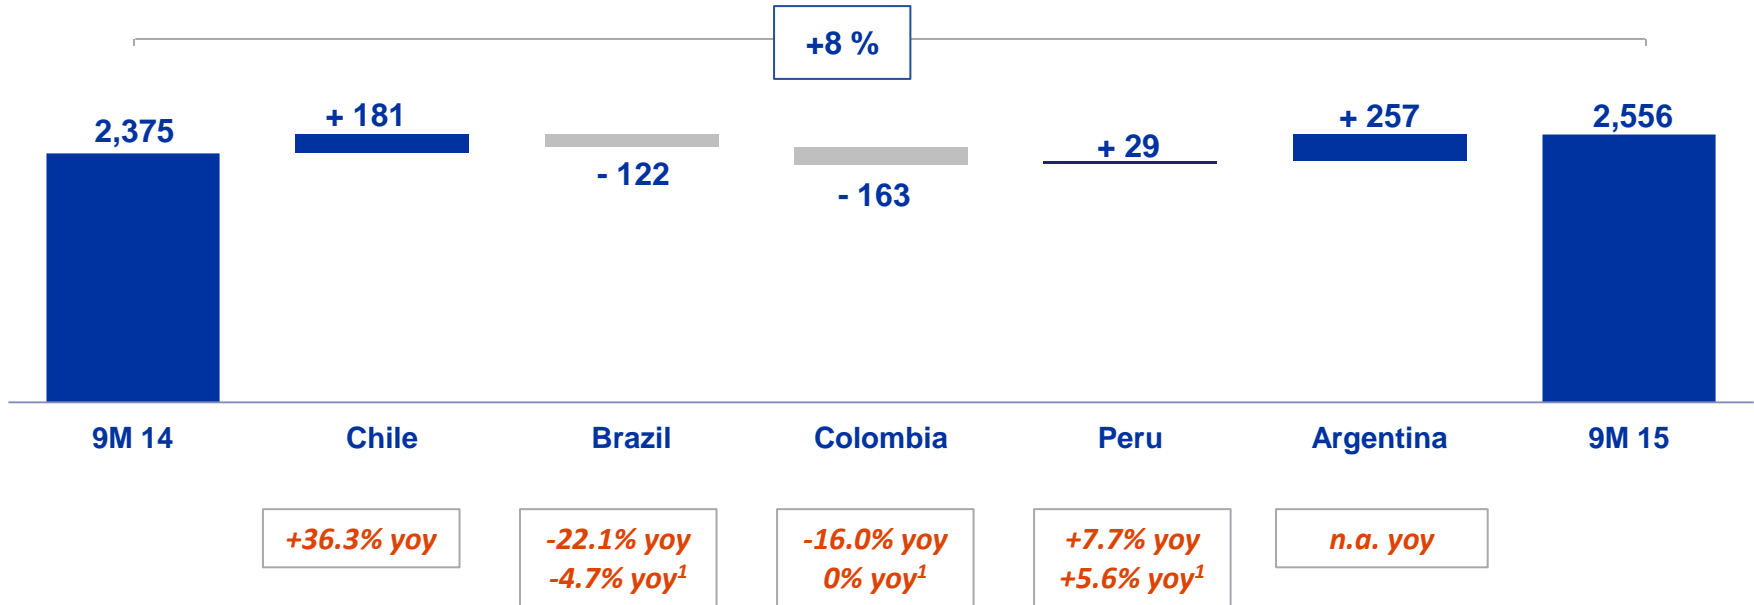 +8 %
2,375
+ 181
- 122
- 163
+ 29
+ 257
2,556
9M 14
Chile
Brazil
Colombia
Peru
Argentina
9M 15
+36.3% yoy
-22.1% yoy
-4.7% yoy¹
-16.0% yoy
0% yoy¹
+7.7% yoy
+5.6% yoy¹
n.a. yoy